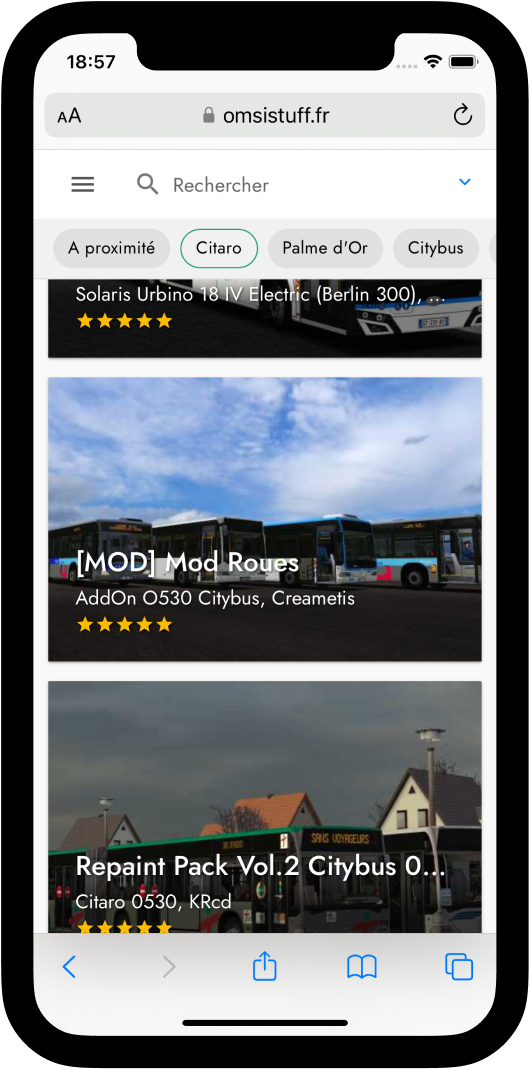 18:57
AA
omsistuff.fr
Rechercher
A proximité
Citaro
Palme d'Or
Citybus
Solaris Urbino 18 IV Electric (Berlin 300), ...
[MOD] Mod Roues
AddOn O530 Citybus, Creametis
SANS VOYAGEURS
Repaint Pack Vol.2 Citybus O...
Citaro 0530, KRcd